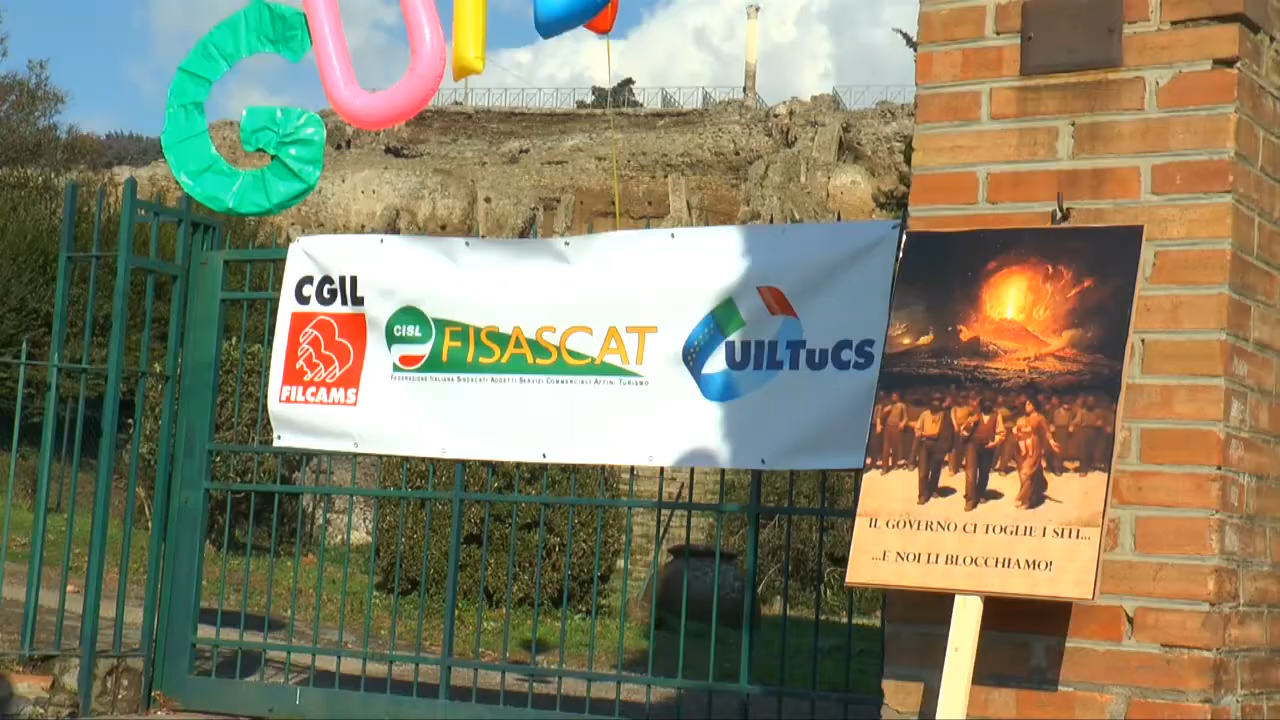 GU
CGIL
FILCAMS
CISL
FISASCAT
FEDERAZIONE ITALIANA SINDACATI ADDETTI SERVIZI COMMERCIALI AFFINI TURISMO
UILTuCS
IL GOVERNO CI TOGLIE I SITI...
...E NOI LI BLOCCHIAMO!